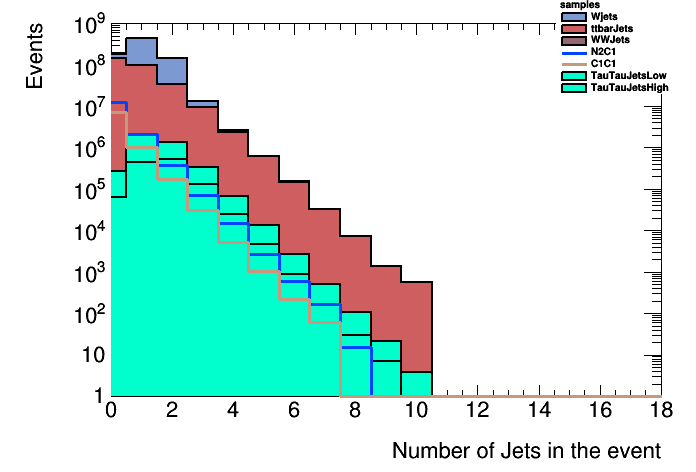 samples
Wjets
ttbarJets
WWJets
N2C1
C1C1
TauTauJetsLow
TauTauJetsHigh
Events
10⁹
10⁸
10⁷
10⁶
10⁵
10⁴
10³
10²
10
1
0 2 4 6 8 10 12 14 16 18
Number of Jets in the event